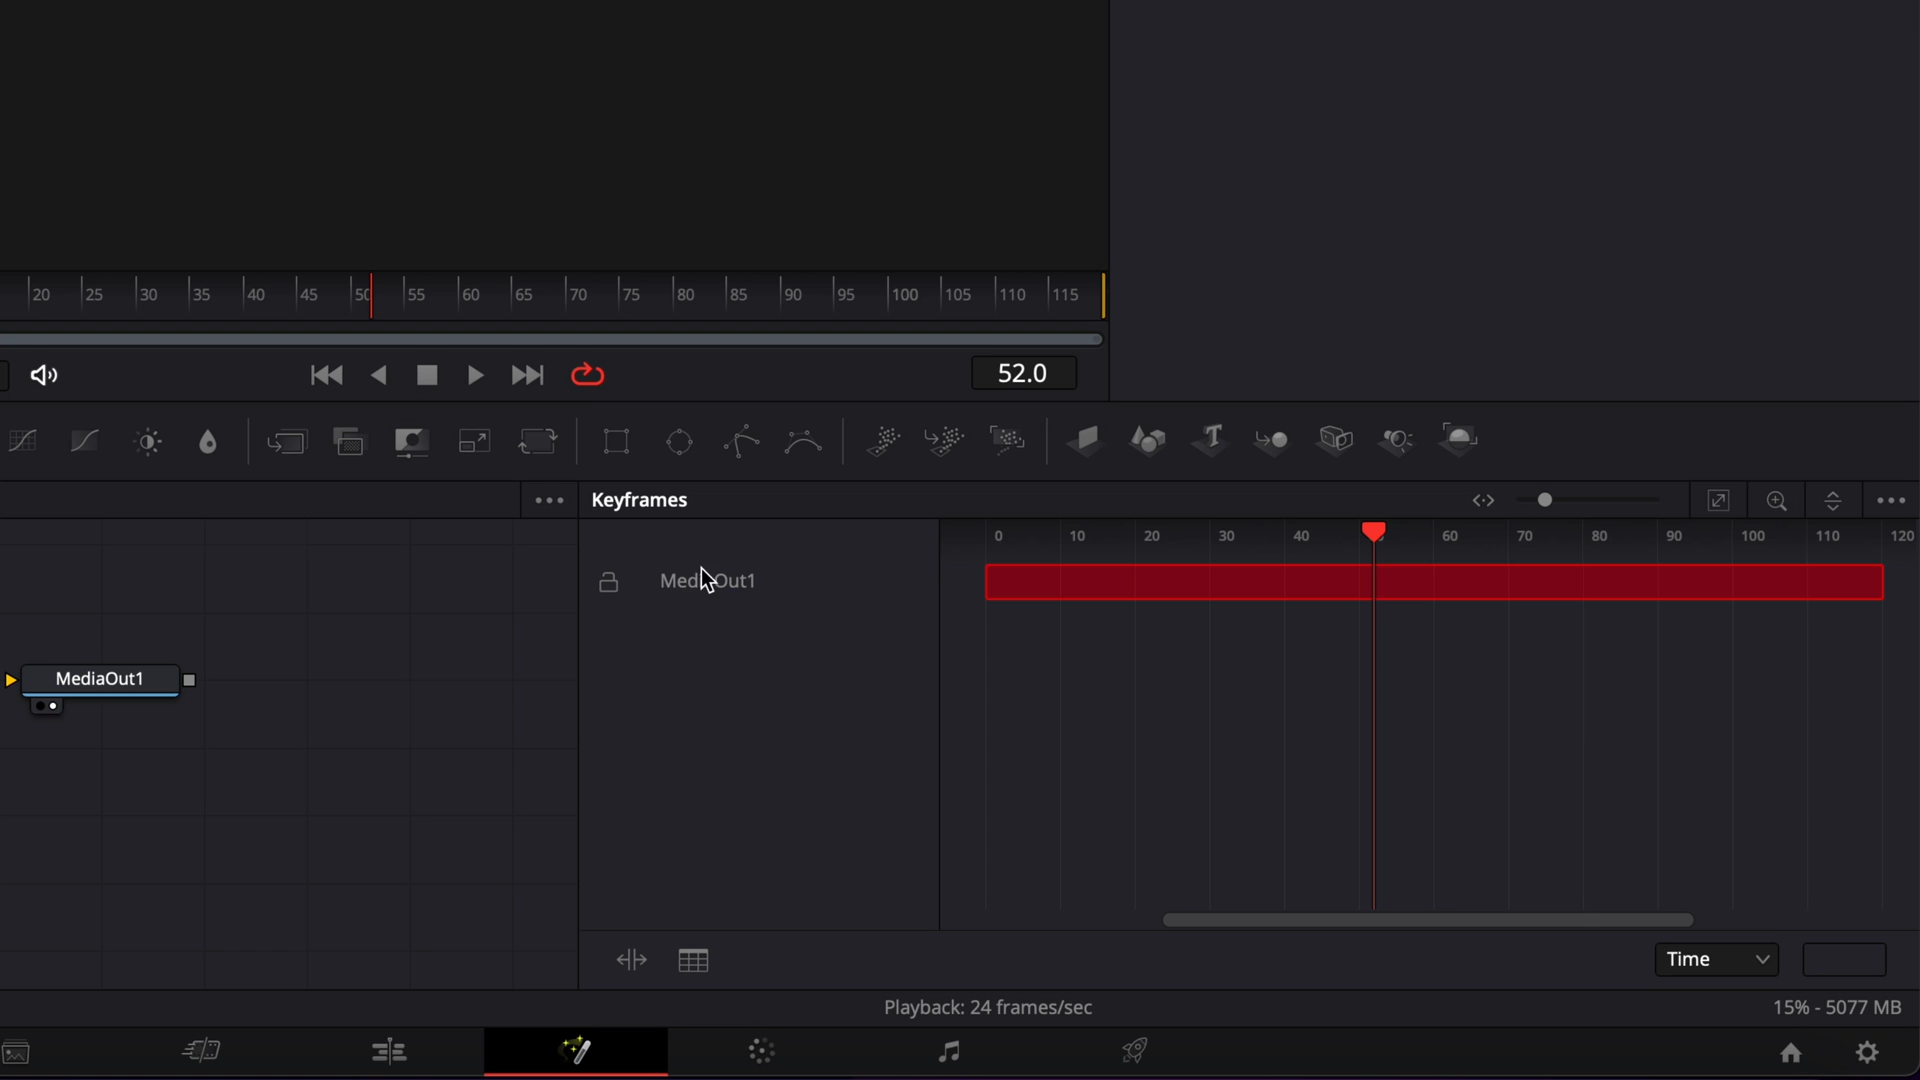 20 25 30 35 40 45 50 55 60 65 70 75 80 85 90 95 100 105 110 115
52.0
Keyframes
0 10 20 30 40 60 70 80 90 100 110 120
MediaOut1
MediaOut1
Time
Playback: 24 frames/sec
15% - 5077 MB